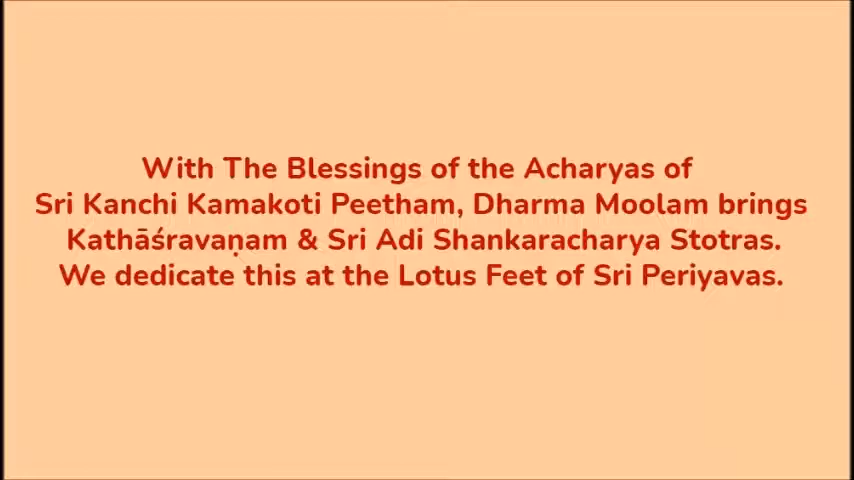 With The Blessings of the Acharyas of
Sri Kanchi Kamakoti Peetham, Dharma Moolam brings
Kathāśravaṇam & Sri Adi Shankaracharya Stotras.
We dedicate this at the Lotus Feet of Sri Periyavas.